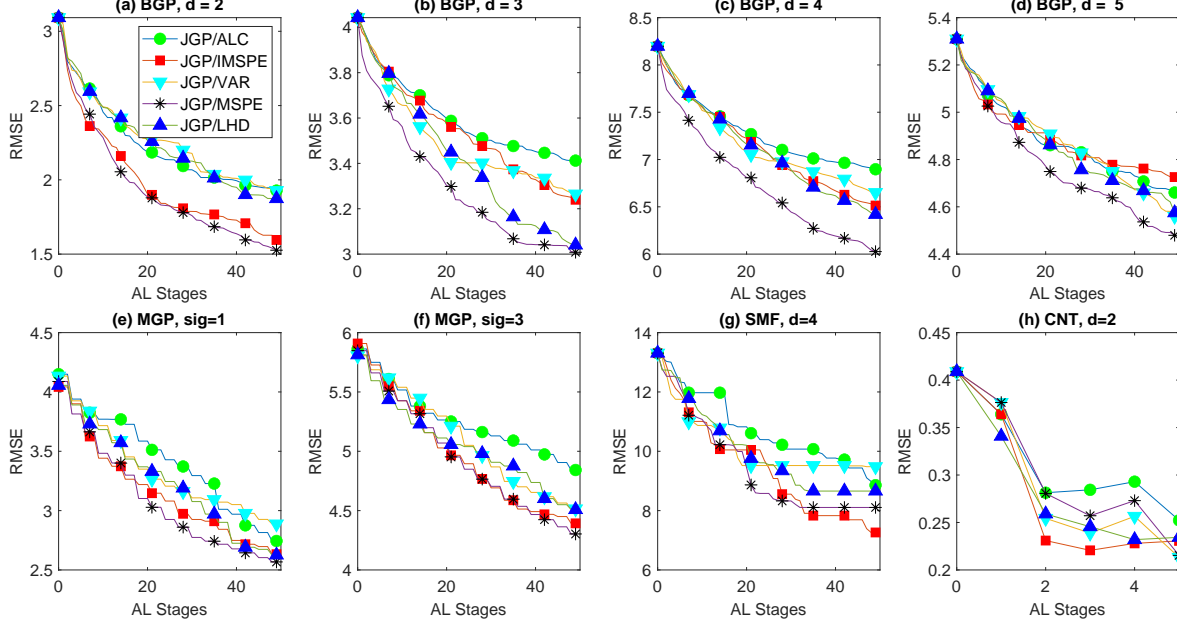 (a) BGP, d = 2
3
2.5
2
1.5
RMSE
0
20
40
AL Stages
JGP/ALC
JGP/IMSPE
JGP/VAR
JGP/MSPE
JGP/LHD
(b) BGP, d = 3
4
3.8
3.6
3.4
3.2
3
RMSE
0
20
40
AL Stages
(c) BGP, d = 4
8.5
8
7.5
7
6.5
6
RMSE
0
20
40
AL Stages
(d) BGP, d = 5
5.4
5.2
5
4.8
4.6
4.4
RMSE
0
20
40
AL Stages
(e) MGP, sig=1
4.5
4
3.5
3
2.5
RMSE
0
20
40
AL Stages
(f) MGP, sig=3
6
5.5
5
4.5
4
RMSE
0
20
40
AL Stages
(g) SMF, d=4
14
12
10
8
6
RMSE
0
20
40
AL Stages
(h) CNT, d=2
0.45
0.4
0.35
0.3
0.25
0.2
RMSE
0
2
4
AL Stages